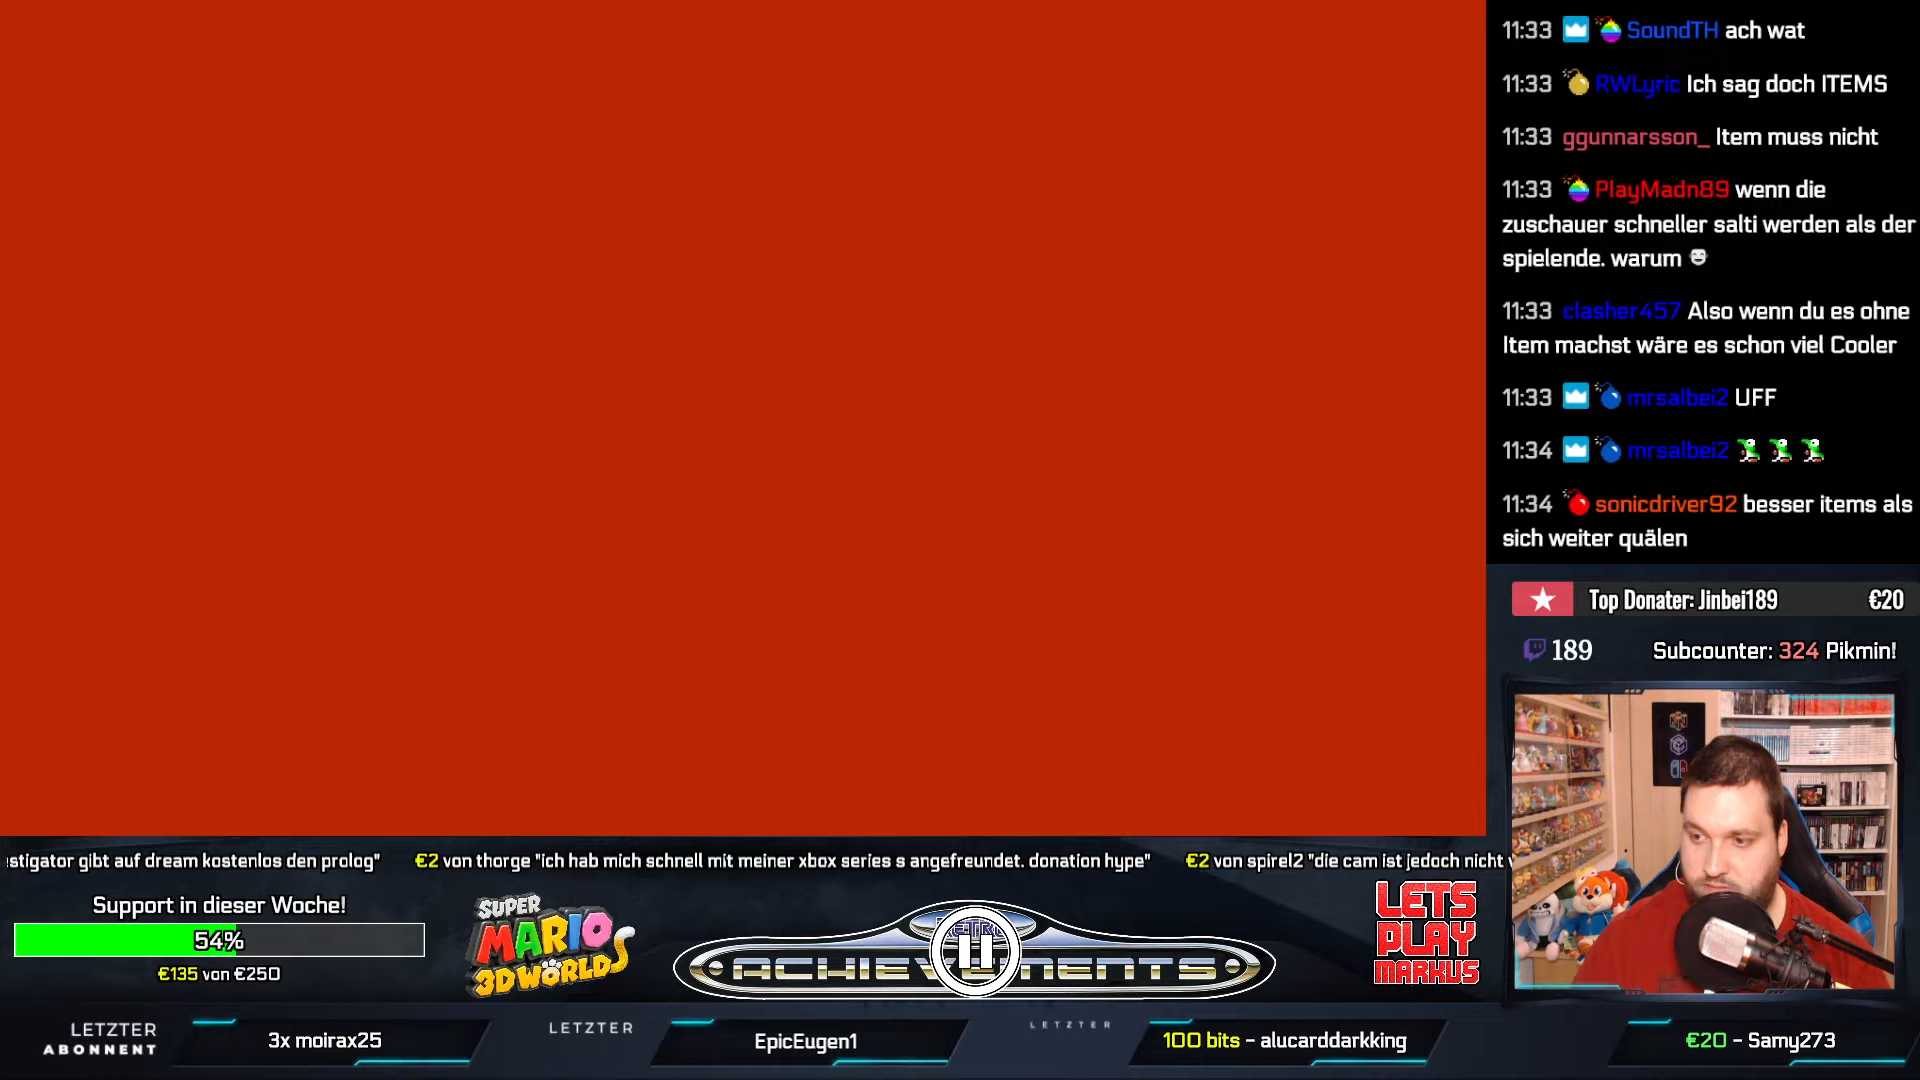 11:33 SoundTH ach wat
11:33 RWLyric Ich sag doch ITEMS
11:33 ggunnarsson_ Item muss nicht
11:33 PlayMadn89 wenn die
zuschauer schneller salti werden als der
spielende. warum
11:33 clasher457 Also wenn du es ohne
Item machst wäre es schon viel Cooler
11:33 mrsalbei2 UFF
11:34 mrsalbei2
11:34 sonicdriver92 besser items als
sich weiter quälen
Top Donater: Jinbei189 €20
189 Subcounter: 324 Pikmin!
stigator gibt auf dream kostenlos den prolog" €2 von thorge "ich hab mich schnell mit meiner xbox series s angefreundet. donation hype" €2 von spirel2 "die cam ist jedoch nicht
Support in dieser Woche!
54%
€135 von €250
SUPER
MARIO
3D WORLD
RETRO
ACHIEVEMENTS
LETS
PLAY
MARKUS
LETZTER
ABONNENT
3x moirax25
LETZTER
EpicEugen1
LETZTER
100 bits - alucarddarkking
€20 - Samy273